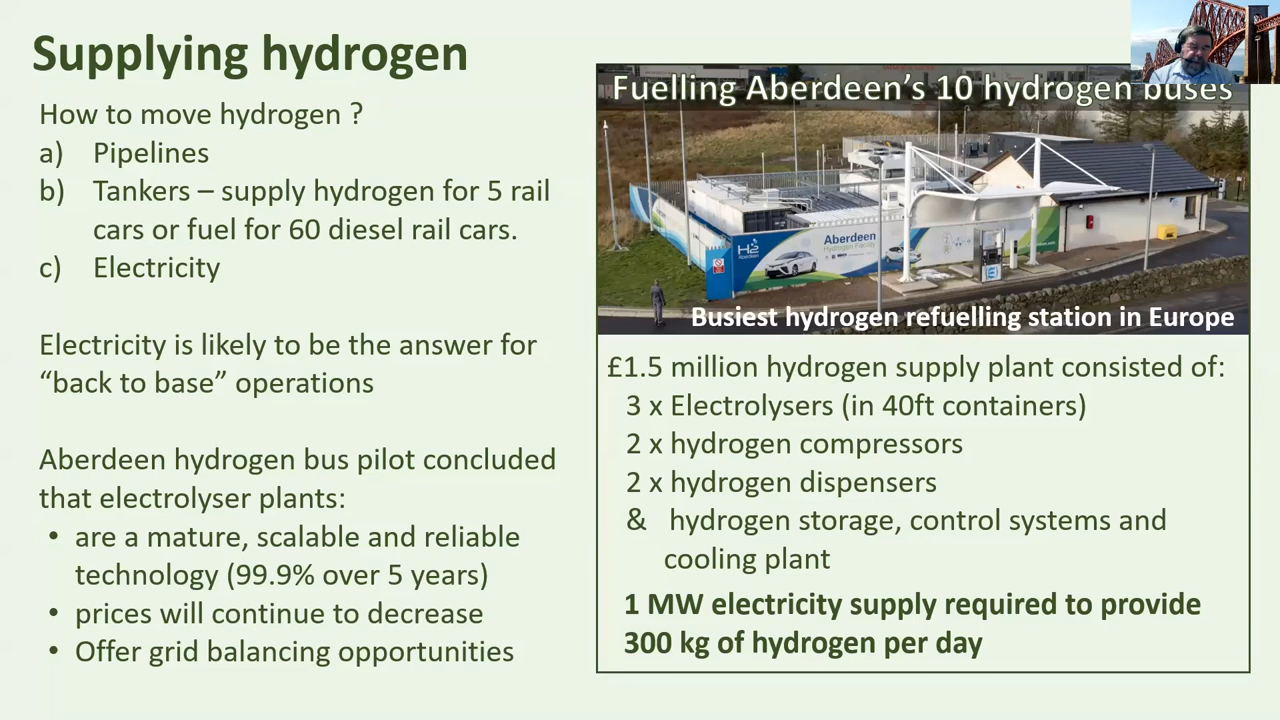 Supplying hydrogen
How to move hydrogen ?
a) Pipelines
b) Tankers – supply hydrogen for 5 rail
cars or fuel for 60 diesel rail cars.
c) Electricity
Electricity is likely to be the answer for
“back to base” operations
Aberdeen hydrogen bus pilot concluded
that electrolyser plants:
• are a mature, scalable and reliable
technology (99.9% over 5 years)
• prices will continue to decrease
• Offer grid balancing opportunities
Fuelling Aberdeen’s 10 hydrogen buses
H2
Aberdeen
Aberdeen
Hydrogen Facility
Busiest hydrogen refuelling station in Europe
£1.5 million hydrogen supply plant consisted of:
3 x Electrolysers (in 40ft containers)
2 x hydrogen compressors
2 x hydrogen dispensers
& hydrogen storage, control systems and
cooling plant
1 MW electricity supply required to provide
300 kg of hydrogen per day